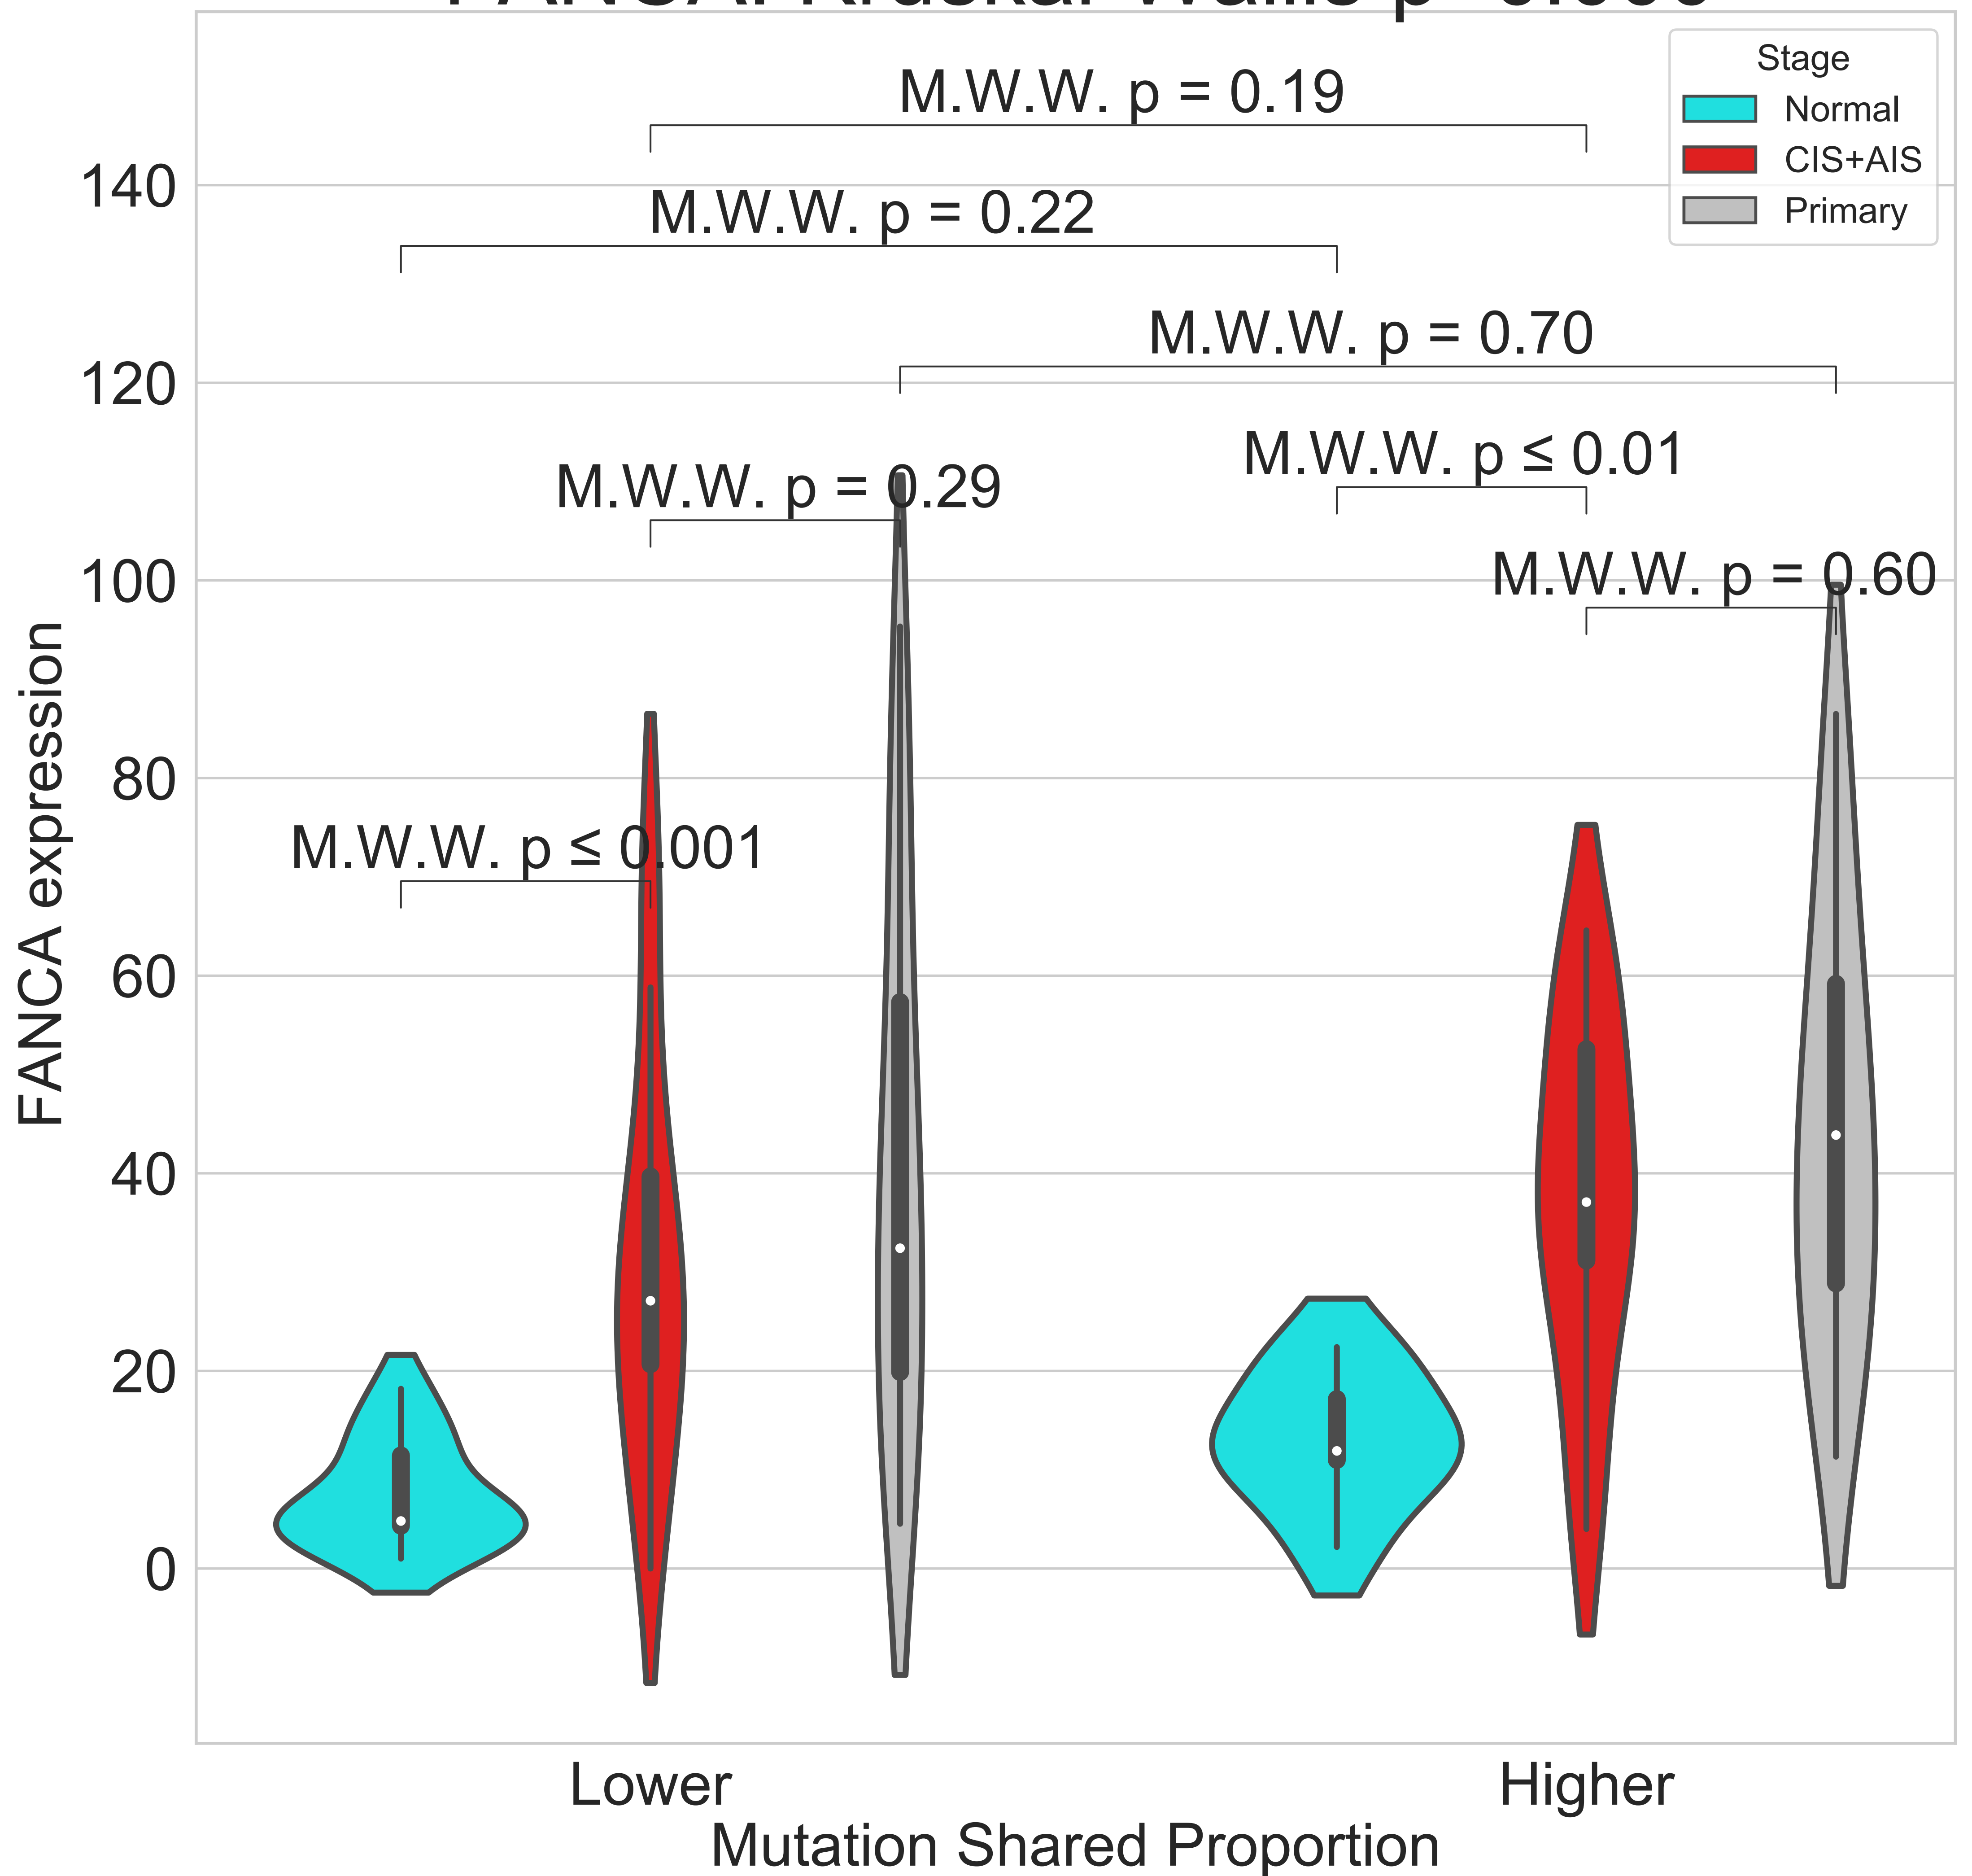 M.W.W. p = 0.19
Stage
Normal
CIS+AIS
Primary
M.W.W. p = 0.22
M.W.W. p = 0.70
M.W.W. p ≤ 0.01
M.W.W. p = 0.29
M.W.W. p = 0.60
M.W.W. p ≤ 0.001
140
120
100
80
60
40
20
0
FANCA expression
Lower
Higher
Mutation Shared Proportion